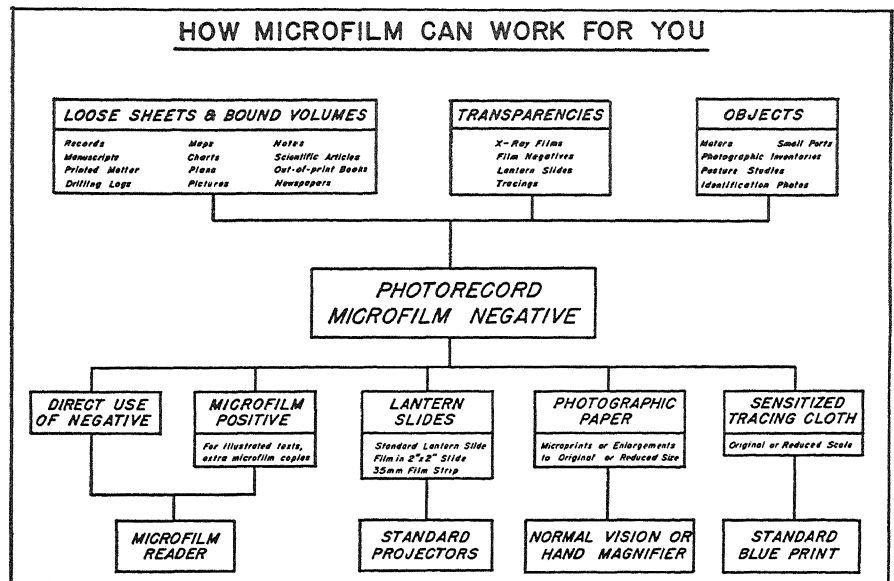 HOW MICROFILM CAN WORK FOR YOU
LOOSE SHEETS & BOUND VOLUMES
Records Maps Notes
Manuscripts Charts Scientific Articles
Printed Matter Plans Out-of-print Books
Drilling Logs Pictures Newspapers
TRANSPARENCIES
X-Ray Films
Film Negatives
Lantern Slides
Tracings
OBJECTS
Motors Small Parts
Photographic Inventories
Posture Studies
Identification Photos
PHOTORECORD
MICROFILM NEGATIVE
DIRECT USE
OF NEGATIVE
MICROFILM
POSITIVE
For illustrated texts,
extra microfilm copies
LANTERN
SLIDES
Standard Lantern Slide
Film in 2"x2" Slide
35mm Film Strip
PHOTOGRAPHIC
PAPER
Microprints or Enlargements
to Original or Reduced Size
SENSITIZED
TRACING CLOTH
Original or Reduced Scale
MICROFILM
READER
STANDARD
PROJECTORS
NORMAL VISION OR
HAND MAGNIFIER
STANDARD
BLUE PRINT